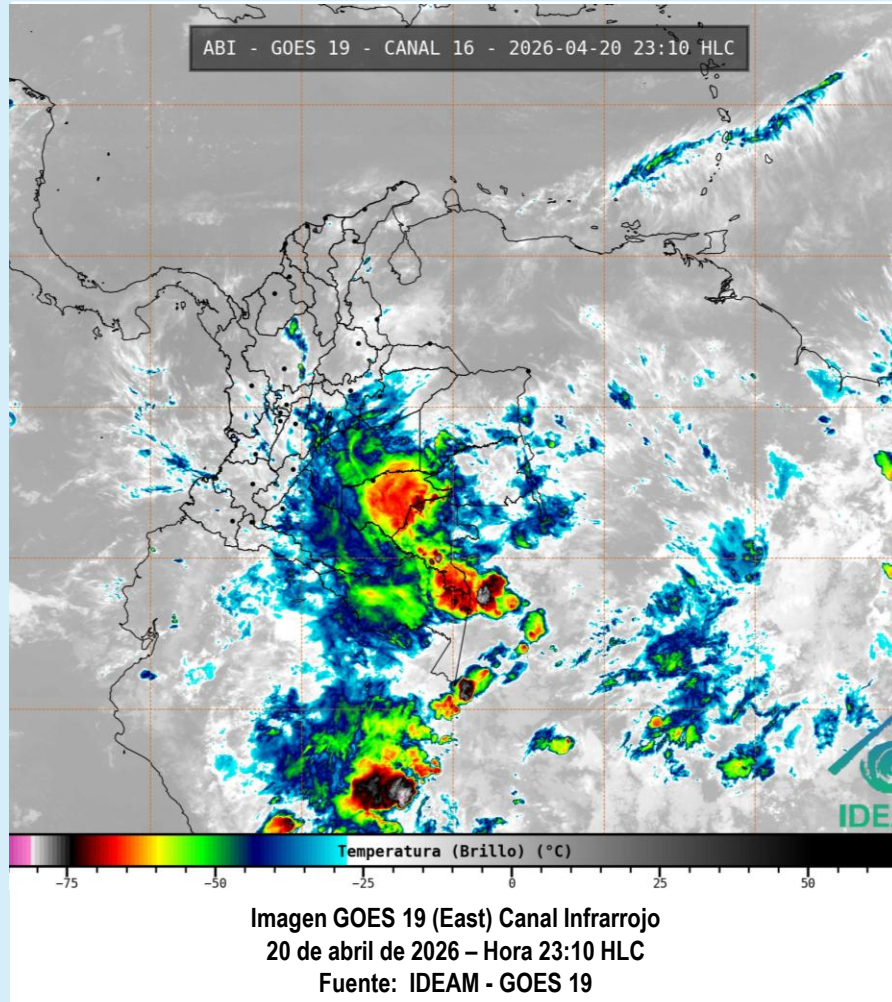 ABI - GOES 19 - CANAL 16 - 2026-04-20 23:10 HLC
Temperatura (Brillo) (°C)
−75 −50 −25 0 25 50
Imagen GOES 19 (East) Canal Infrarrojo
20 de abril de 2026 – Hora 23:10 HLC
Fuente: IDEAM - GOES 19